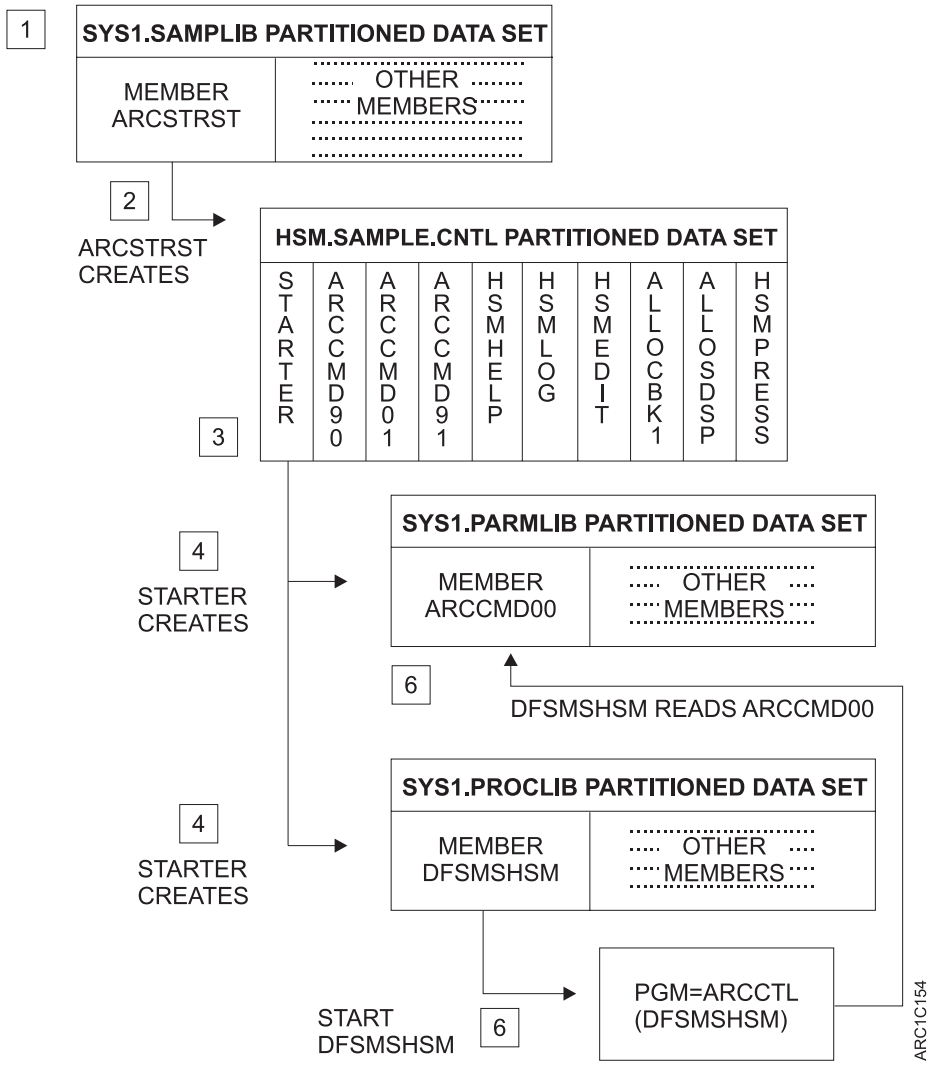 1
SYS1.SAMPLIB PARTITIONED DATA SET
MEMBER
ARCSTRST
OTHER
MEMBERS
2
ARCSTRST
CREATES
HSM.SAMPLE.CNTL PARTITIONED DATA SET
STARTER
ARCCMD90
ARCCMD01
ARCCMD91
HSMHELP
HSMLOG
HSMEDIT
ALLOCBK1
ALLOSDSP
HSMPRESS
3
SYS1.PARMLIB PARTITIONED DATA SET
4
STARTER
CREATES
MEMBER
ARCCMD00
OTHER
MEMBERS
6
DFSMSHSM READS ARCCMD00
SYS1.PROCLIB PARTITIONED DATA SET
4
STARTER
CREATES
MEMBER
DFSMSHSM
OTHER
MEMBERS
START
DFSMSHSM
6
PGM=ARCCTL
(DFSMSHSM)
ARC1C154